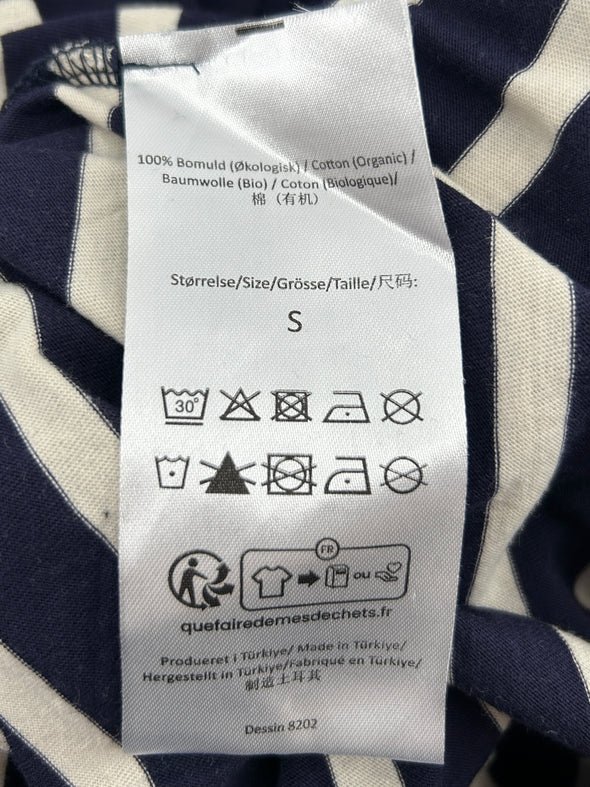 100% Bomuld (Økologisk) / Cotton (Organic) /
Baumwolle (Bio) / Coton (Biologique)/
棉（有机）
Størrelse/Size/Grösse/Taille/尺码:
S
30°
FR
ou
quefairedemesdechets.fr
Produeret i Türkiye/ Made in Türkiye/
Hergestellt in Türkiye/Fabriqué en Türkiye/
制造土耳其
Dessin 8202